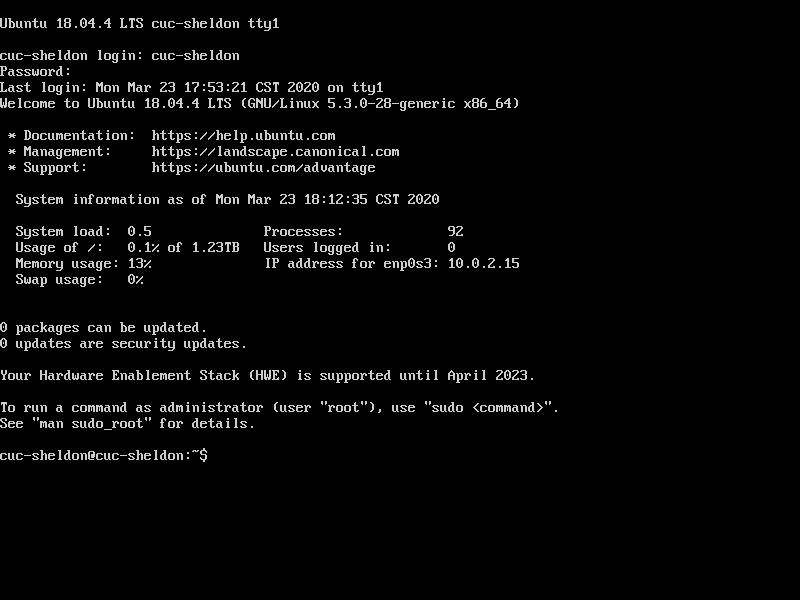 Ubuntu 18.04.4 LTS cuc-sheldon tty1
cuc-sheldon login: cuc-sheldon
Password:
Last login: Mon Mar 23 17:53:21 CST 2020 on tty1
Welcome to Ubuntu 18.04.4 LTS (GNU/Linux 5.3.0-28-generic x86_64)
* Documentation:  https://help.ubuntu.com
* Management:     https://landscape.canonical.com
* Support:        https://ubuntu.com/advantage
System information as of Mon Mar 23 18:12:35 CST 2020
System load:  0.5              Processes:             92
Usage of /:   0.1% of 1.23TB   Users logged in:       0
Memory usage: 13%              IP address for enp0s3: 10.0.2.15
Swap usage:   0%
0 packages can be updated.
0 updates are security updates.
Your Hardware Enablement Stack (HWE) is supported until April 2023.
To run a command as administrator (user "root"), use "sudo <command>".
See "man sudo_root" for details.
cuc-sheldon@cuc-sheldon:~$